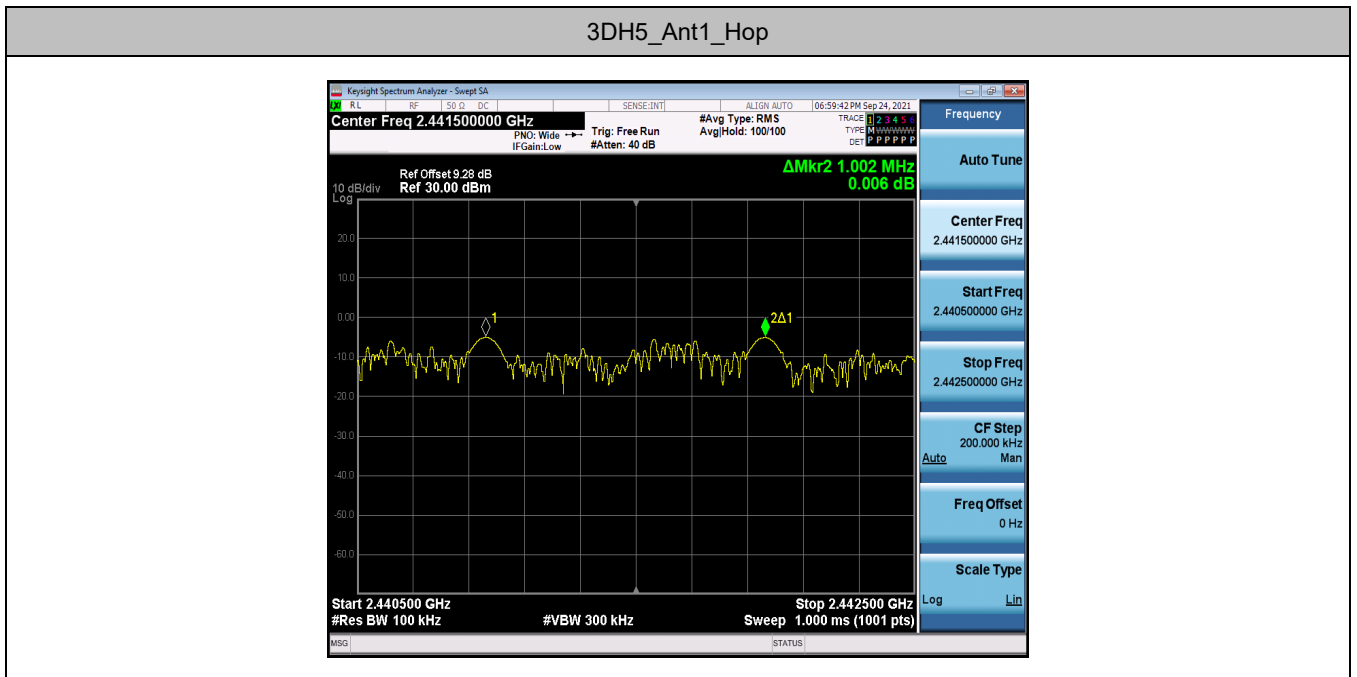 3DH5_Ant1_Hop
Keysight Spectrum Analyzer - Swept SA
RL RF 50 Ω DC SENSE:INT ALIGN AUTO 06:59:42 PM Sep 24, 2021
Center Freq 2.441500000 GHz
PNO: Wide
IFGain:Low
Trig: Free Run
#Atten: 40 dB
#Avg Type: RMS
Avg|Hold: 100/100
TRACE 1 2 3 4 5 6
TYPE M WWWWW
DET P P P P P P
Ref Offset 9.28 dB
10 dB/div Ref 30.00 dBm
Log
ΔMkr2 1.002 MHz
0.006 dB
20.0
10.0
0.00
-10.0
-20.0
-30.0
-40.0
-50.0
-60.0
1
2Δ1
Start 2.440500 GHz Stop 2.442500 GHz
#Res BW 100 kHz #VBW 300 kHz Sweep 1.000 ms (1001 pts)
MSG STATUS
Frequency
Auto Tune
Center Freq
2.441500000 GHz
Start Freq
2.440500000 GHz
Stop Freq
2.442500000 GHz
CF Step
200.000 kHz
Auto Man
Freq Offset
0 Hz
Scale Type
Log Lin